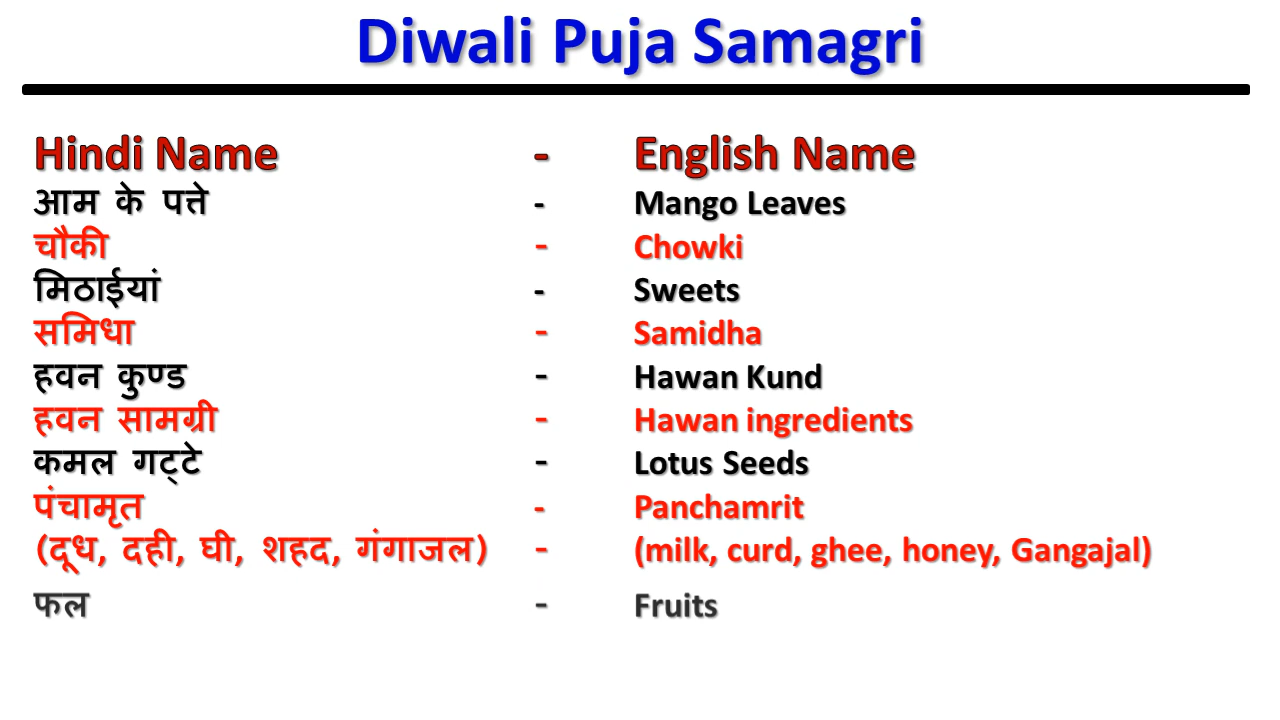 Diwali Puja Samagri
Hindi Name - English Name
आम के पत्ते - Mango Leaves
चौकी - Chowki
मिठाईयां - Sweets
समिधा - Samidha
हवन कुण्ड - Hawan Kund
हवन सामग्री - Hawan ingredients
कमल गट्‌टे - Lotus Seeds
पंचामृत - Panchamrit
(दूध, दही, घी, शहद, गंगाजल) - (milk, curd, ghee, honey, Gangajal)
फल - Fruits